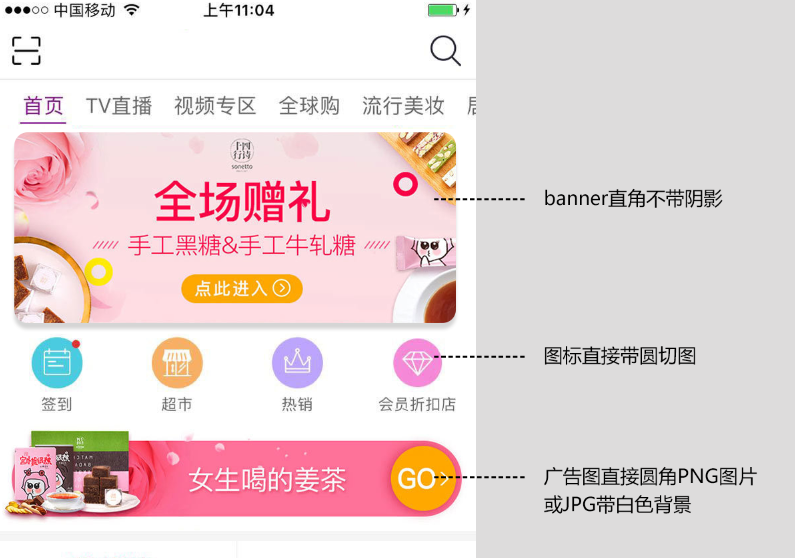 中国移动
上午11:04
首页 TV直播 视频专区 全球购 流行美妆
十四行诗
sonetto
全场赠礼
手工黑糖&手工牛轧糖
点此进入
banner直角不带阴影
签到 超市 热销 会员折扣店
图标直接带圆切图
女生喝的姜茶
GO
广告图直接圆角PNG图片
或JPG带白色背景